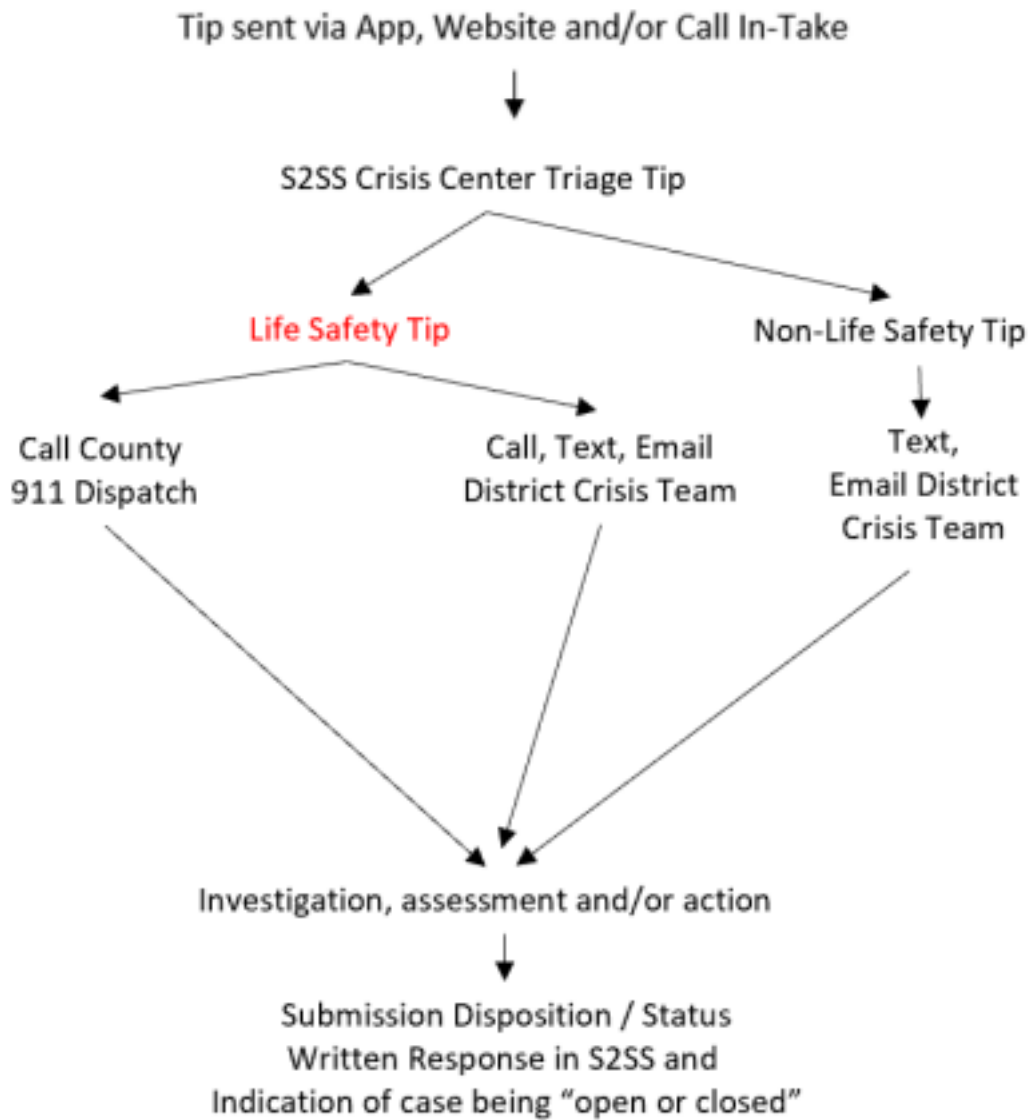 Tip sent via App, Website and/or Call In-Take
S2SS Crisis Center Triage Tip
Life Safety Tip
Non-Life Safety Tip
Call County
911 Dispatch
Call, Text, Email
District Crisis Team
Text,
Email District
Crisis Team
Investigation, assessment and/or action
Submission Disposition / Status
Written Response in S2SS and
Indication of case being “open or closed”